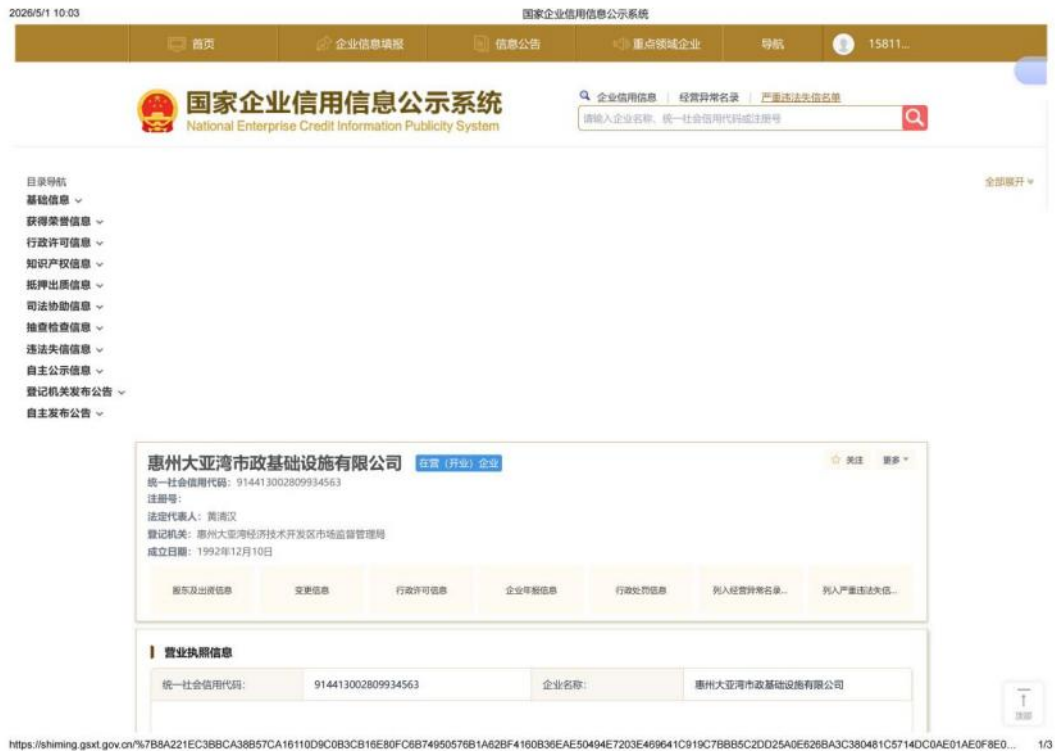 2026/5/1 10:03 国家企业信用信息公示系统
首页 企业信息填报 信息公告 重点领域企业 导航 15811...
国家企业信用信息公示系统
National Enterprise Credit Information Publicity System
企业信用信息 | 经营异常名录 | 严重违法失信名单
请输入企业名称、统一社会信用代码或注册号
目录导航
全部展开
基础信息
获得荣誉信息
行政许可信息
知识产权信息
抵押出质信息
司法协助信息
抽查检查信息
违法失信信息
自主公示信息
登记机关发布公告
自主发布公告
惠州大亚湾市政基础设施有限公司 在营（开业）企业 关注 更多
统一社会信用代码：914413002809934563
注册号：
法定代表人：黄清汉
登记机关：惠州大亚湾经济技术开发区市场监督管理局
成立日期：1992年12月10日
股东及出资信息 变更信息 行政许可信息 企业年报信息 行政处罚信息 列入经营异常名录... 列入严重违法失信...
营业执照信息
统一社会信用代码： 914413002809934563 企业名称： 惠州大亚湾市政基础设施有限公司
顶部
https://shiming.gsxt.gov.cn/%7B8A221EC3BBCA38B57CA16110D9C0B3CB16E80FC6B74950576B1A62BF4160B36EAE50494E7203E469641C919C7BBB5C2DD25A0E626BA3C380481C5714DC0AE01AE0F8E0... 1/3